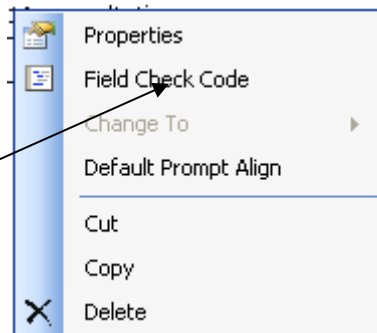 Properties
Field Check Code
Change To
Default Prompt Align
Cut
Copy
Delete